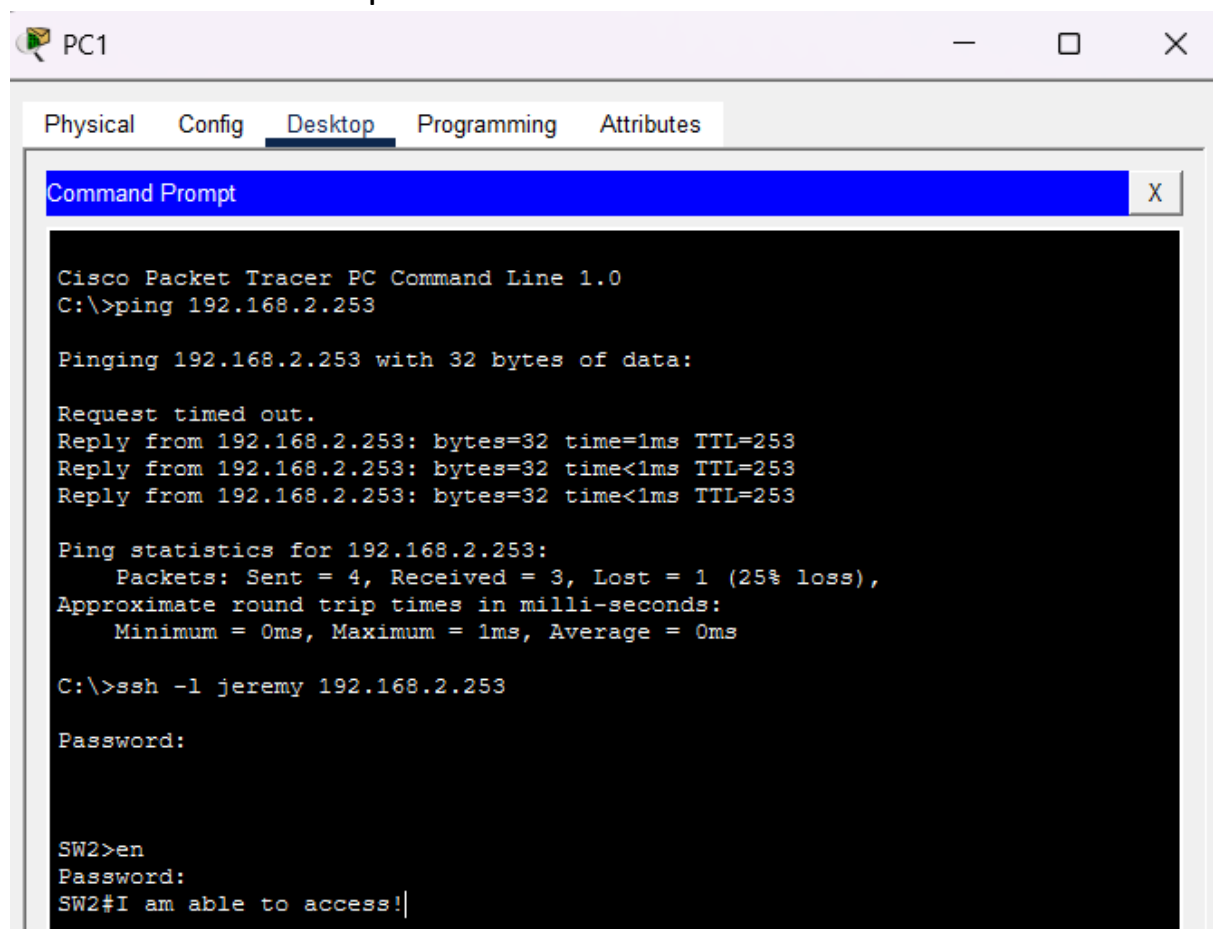 PC1
Physical Config Desktop Programming Attributes
Command Prompt X
Cisco Packet Tracer PC Command Line 1.0
C:\>ping 192.168.2.253
Pinging 192.168.2.253 with 32 bytes of data:
Request timed out.
Reply from 192.168.2.253: bytes=32 time=1ms TTL=253
Reply from 192.168.2.253: bytes=32 time<1ms TTL=253
Reply from 192.168.2.253: bytes=32 time<1ms TTL=253
Ping statistics for 192.168.2.253:
Packets: Sent = 4, Received = 3, Lost = 1 (25% loss),
Approximate round trip times in milli-seconds:
Minimum = 0ms, Maximum = 1ms, Average = 0ms
C:\>ssh -l jeremy 192.168.2.253
Password:
SW2>en
Password:
SW2#I am able to access!